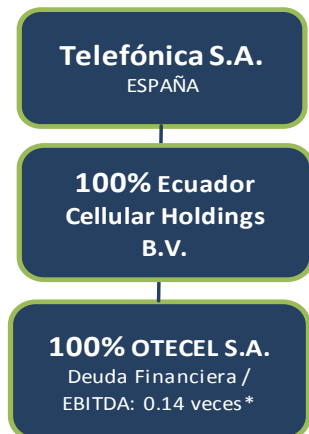 Telefónica S.A.
ESPAÑA
100% Ecuador
Cellular Holdings
B.V.
100% OTECEL S.A.
Deuda Financiera /
EBITDA: 0.14 veces*